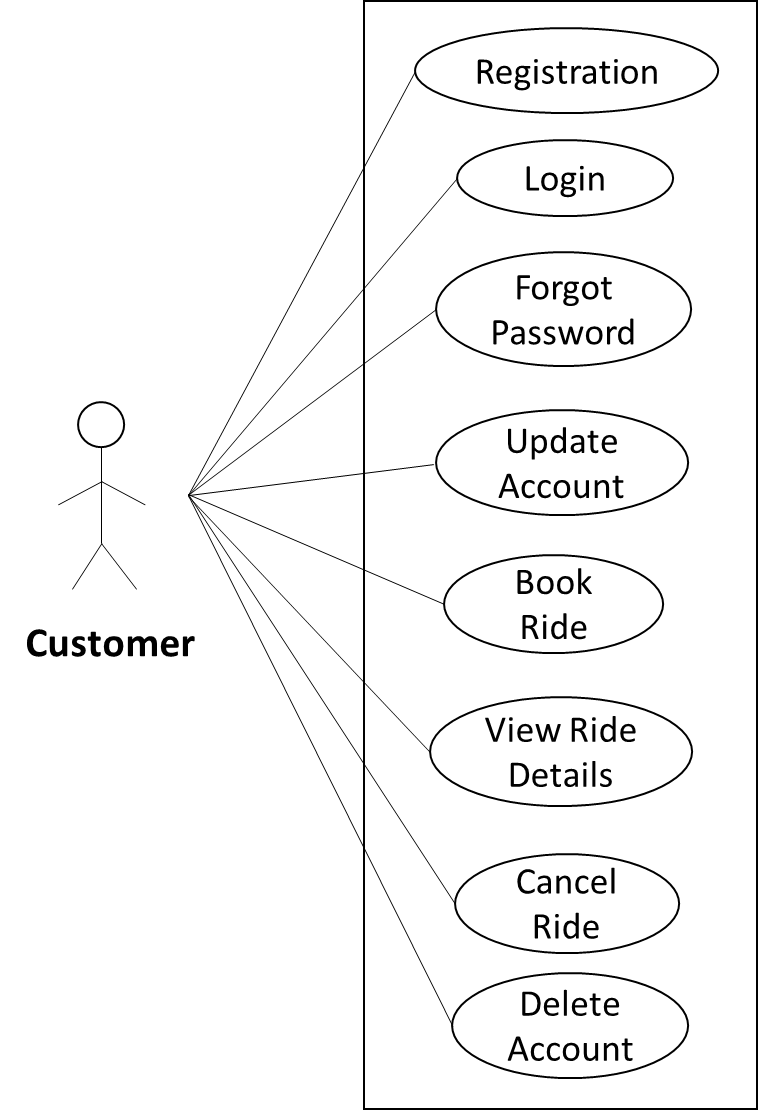 Registration
Login
Forgot
Password
Update
Account
Book
Ride
Customer
View Ride
Details
Cancel
Ride
Delete
Account